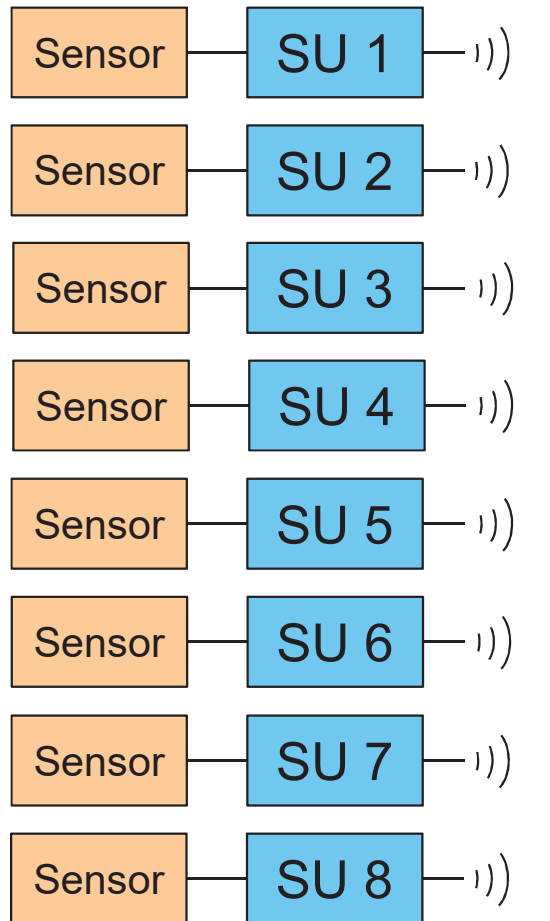 Sensor SU 1
Sensor SU 2
Sensor SU 3
Sensor SU 4
Sensor SU 5
Sensor SU 6
Sensor SU 7
Sensor SU 8